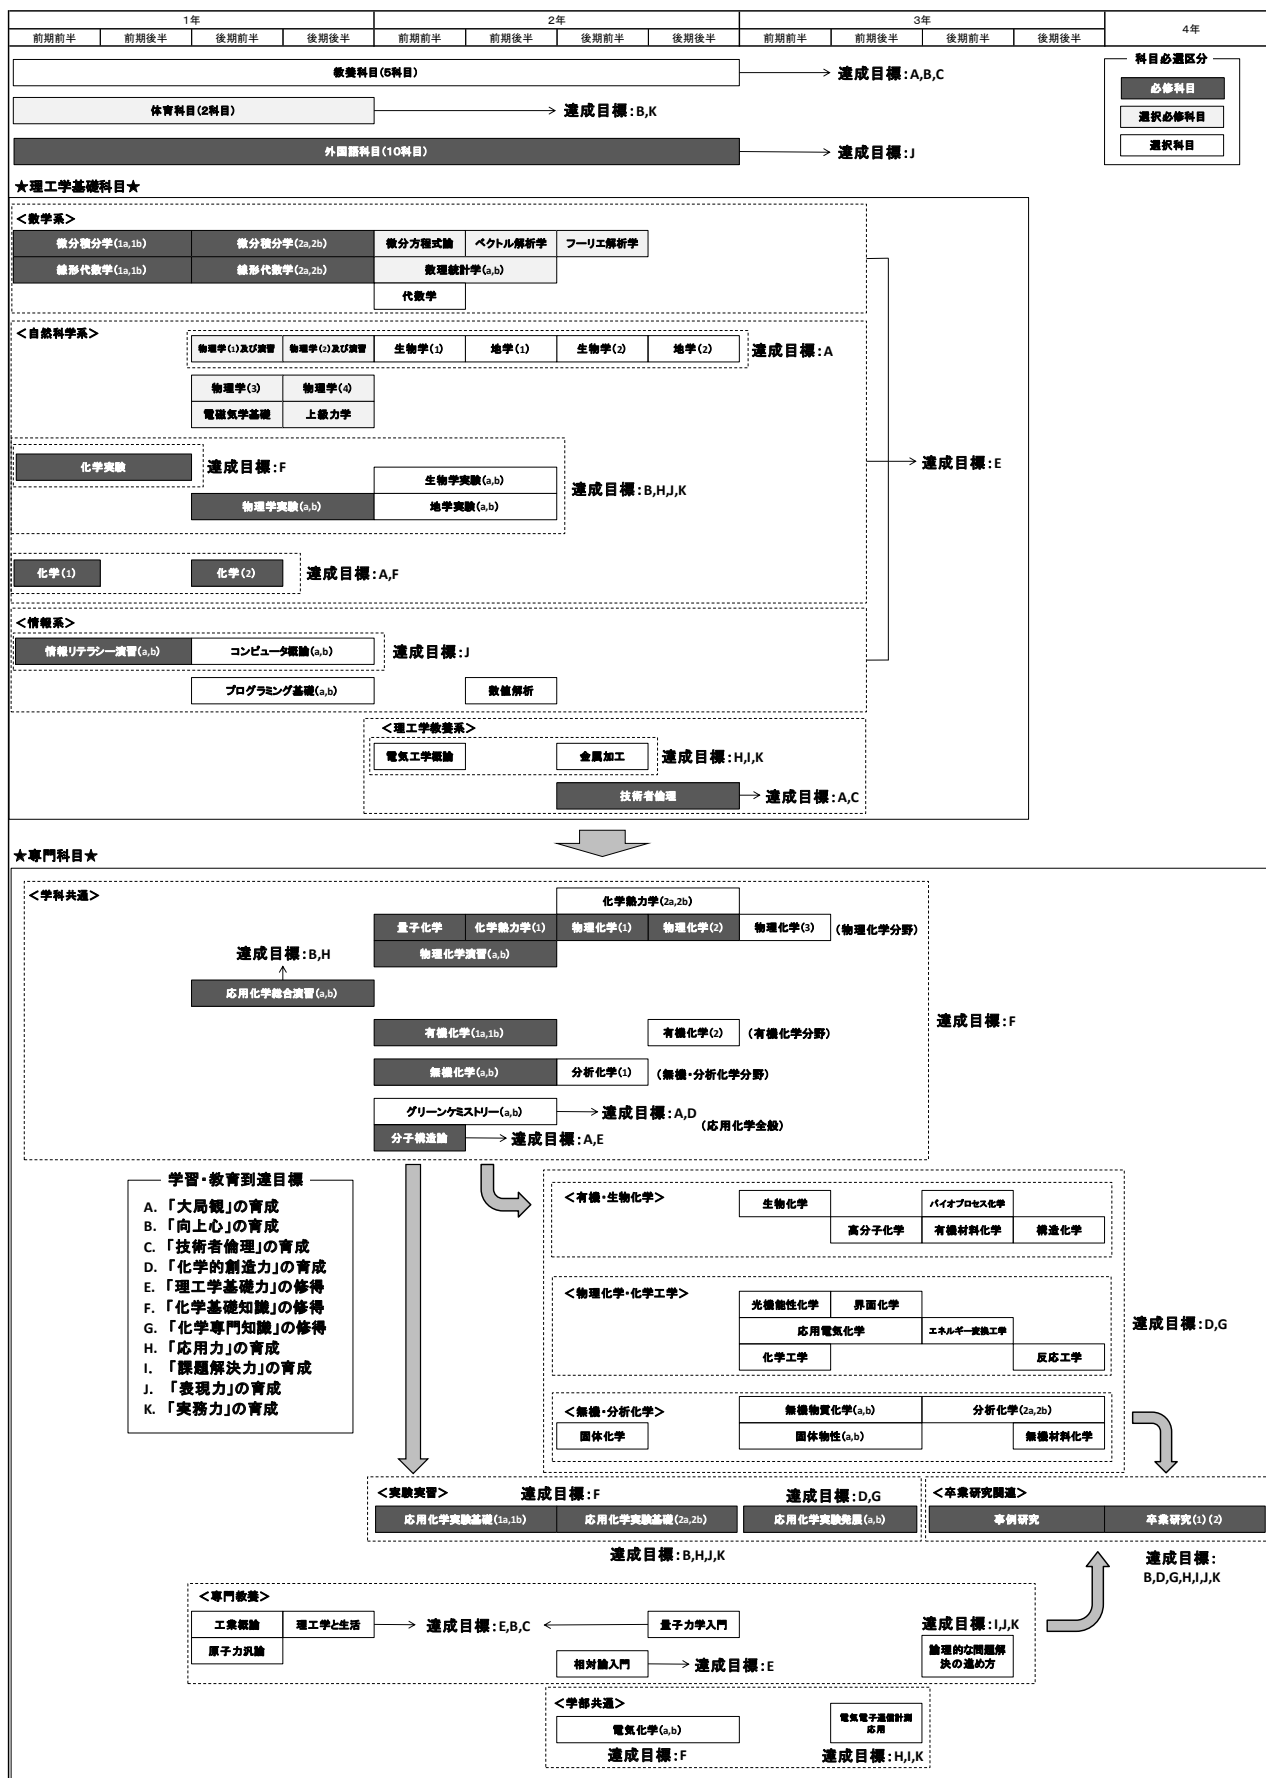 1年
2年
3年
4年
前期前半 前期後半 後期前半 後期後半 前期前半 前期後半 後期前半 後期後半 前期前半 前期後半 後期前半 後期後半
教養科目(5科目)
達成目標:A,B,C
科目必選区分
必修科目
選択必修科目
選択科目
体育科目(2科目)
達成目標:B,K
外国語科目(10科目)
達成目標:J
★理工学基礎科目★
<数学系>
微分積分学(1a,1b) 微分積分学(2a,2b) 微分方程式論 ベクトル解析学 フーリエ解析学
線形代数学(1a,1b) 線形代数学(2a,2b) 数理統計学(a,b)
代数学
<自然科学系>
物理学(1)及び演習 物理学(2)及び演習 生物学(1) 地学(1) 生物学(2) 地学(2) 達成目標:A
物理学(3) 物理学(4)
電磁気学基礎 上級力学
化学実験 達成目標:F
達成目標:E
生物学実験(a,b)
達成目標:B,H,J,K
物理学実験(a,b) 地学実験(a,b)
化学(1) 化学(2) 達成目標:A,F
<情報系>
情報リテラシー演習(a,b) コンピュータ概論(a,b) 達成目標:J
プログラミング基礎(a,b) 数値解析
<理工学教養系>
電気工学概論 金属加工 達成目標:H,I,K
技術者倫理 達成目標:A,C
★専門科目★
<学科共通>
化学熱力学(2a,2b)
量子化学 化学熱力学(1) 物理化学(1) 物理化学(2) 物理化学(3) (物理化学分野)
達成目標:B,H
物理化学演習(a,b)
応用化学総合演習(a,b)
達成目標:F
有機化学(1a,1b) 有機化学(2) (有機化学分野)
無機化学(a,b) 分析化学(1) (無機・分析化学分野)
グリーンケミストリー(a,b) 達成目標:A,D
(応用化学全般)
分子構造論 達成目標:A,E
学習・教育到達目標
A. 「大局観」の育成
B. 「向上心」の育成
C. 「技術者倫理」の育成
D. 「化学的創造力」の育成
E. 「理工学基礎力」の修得
F. 「化学基礎知識」の修得
G. 「化学専門知識」の修得
H. 「応用力」の育成
I. 「課題解決力」の育成
J. 「表現力」の育成
K. 「実務力」の育成
<有機・生物化学>
生物化学 バイオプロセス化学
高分子化学 有機材料化学 構造化学
<物理化学・化学工学>
光機能性化学 界面化学
応用電気化学 エネルギー変換工学
化学工学 反応工学
達成目標:D,G
<無機・分析化学>
無機物質化学(a,b) 分析化学(2a,2b)
固体化学 固体物性(a,b) 無機材料化学
<実験実習> 達成目標:F 達成目標:D,G <卒業研究関連>
応用化学実験基礎(1a,1b) 応用化学実験基礎(2a,2b) 応用化学実験発展(a,b) 事例研究 卒業研究(1)(2)
達成目標:B,H,J,K
達成目標:
B,D,G,H,I,J,K
<専門教養>
工業概論 理工学と生活 達成目標:E,B,C 量子力学入門 達成目標:I,J,K
原子力汎論
論理的な問題解
決の進め方
相対論入門 達成目標:E
<学部共通>
電気化学(a,b)
電気電子通信計測
応用
達成目標:F 達成目標:H,I,K